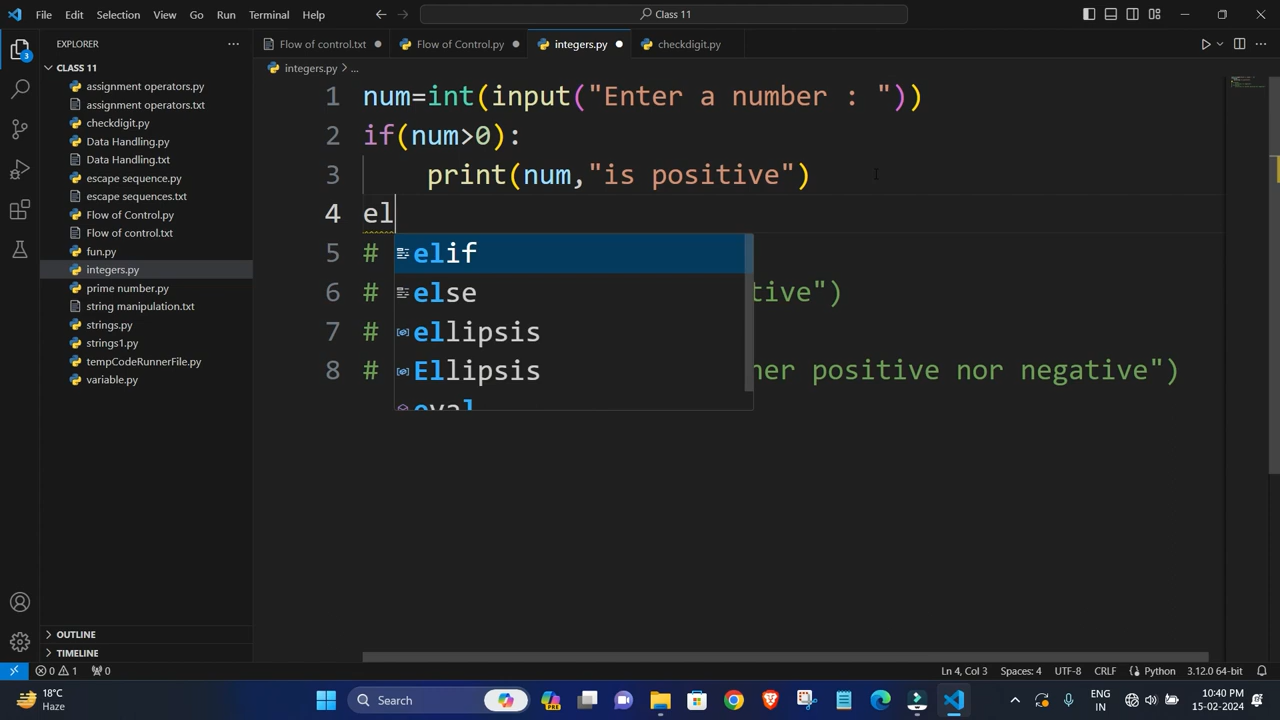 File Edit Selection View Go Run Terminal Help
Class 11
EXPLORER
3
CLASS 11
assignment operators.py
assignment operators.txt
checkdigit.py
Data Handling.py
Data Handling.txt
escape sequence.py
escape sequences.txt
Flow of Control.py
Flow of control.txt
fun.py
integers.py
prime number.py
string manipulation.txt
strings.py
strings1.py
tempCodeRunnerFile.py
variable.py
OUTLINE
TIMELINE
Flow of control.txt Flow of Control.py integers.py checkdigit.py
integers.py > ...
1 num=int(input("Enter a number : "))
2 if(num>0):
3 print(num,"is positive")
4 el
5 #
6 # tive")
7 #
8 # her positive nor negative")
elif
else
ellipsis
Ellipsis
eval
0 1 0 Ln 4, Col 3 Spaces: 4 UTF-8 CRLF Python 3.12.0 64-bit
18°C
Haze
Search
PRE
ENG
IN
10:40 PM
15-02-2024